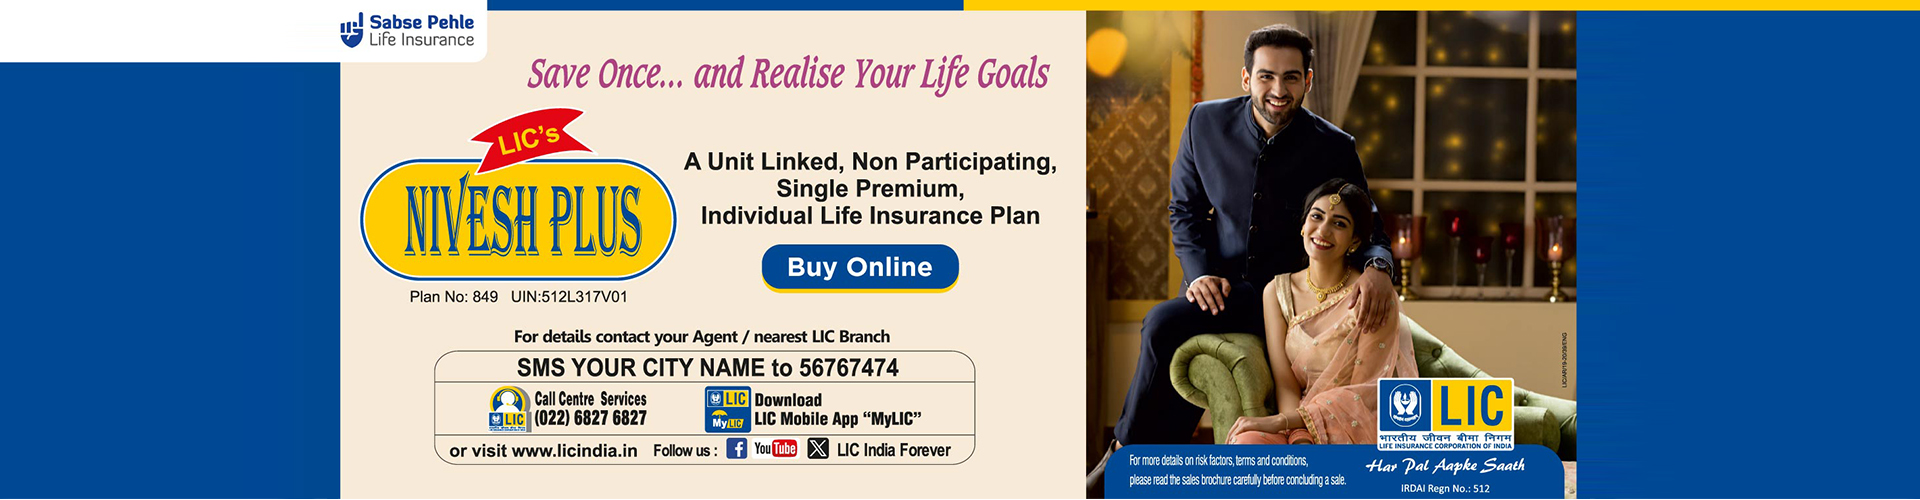 Sabse Pehle
Life Insurance
Save Once... and Realise Your Life Goals
LIC's
NIVESH PLUS
Plan No: 849 UIN:512L317V01
A Unit Linked, Non Participating,
Single Premium,
Individual Life Insurance Plan
Buy Online
For details contact your Agent / nearest LIC Branch
SMS YOUR CITY NAME to 56767474
LIC
Call Centre Services
(022) 6827 6827
LIC
My LIC
Download
LIC Mobile App “MyLIC”
or visit www.licindia.in Follow us : f YouTube X LIC India Forever
LIC
भारतीय जीवन बीमा निगम
LIFE INSURANCE CORPORATION OF INDIA
For more details on risk factors, terms and conditions,
please read the sales brochure carefully before concluding a sale.
Har Pal Aapke Saath
IRDAI Regn No.: 512